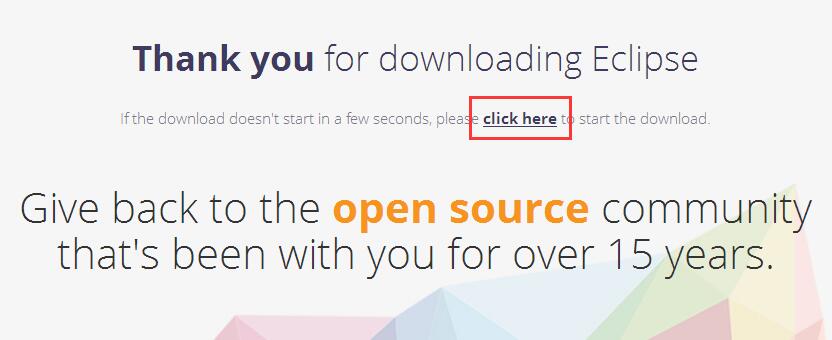 Thank you for downloading Eclipse
If the download doesn't start in a few seconds, please click here to start the download.
Give back to the open source community
that's been with you for over 15 years.